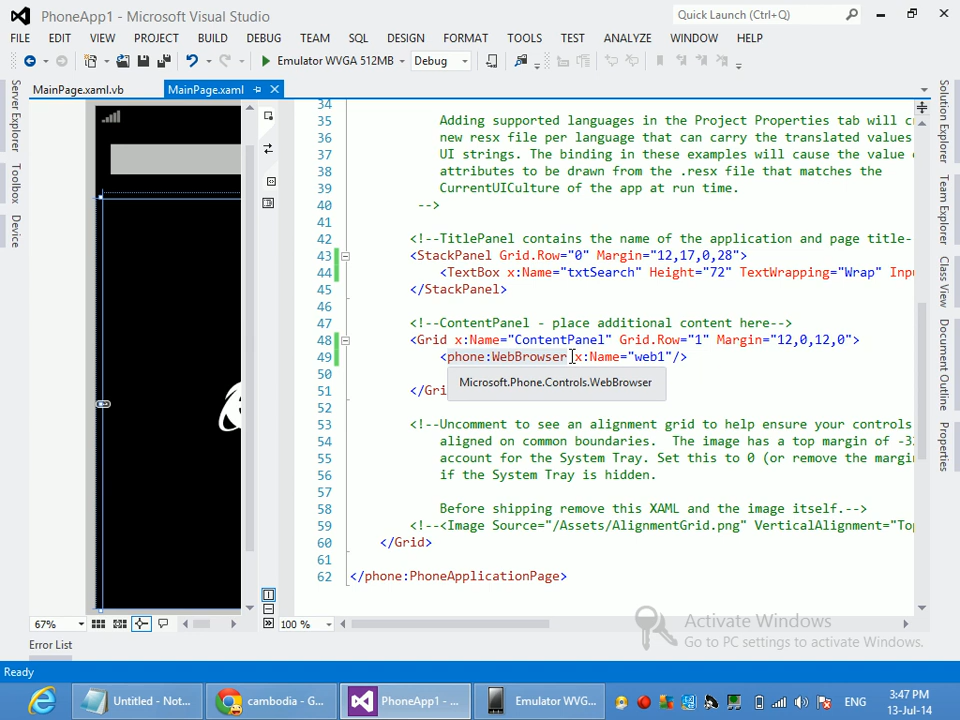 PhoneApp1 - Microsoft Visual Studio
Quick Launch (Ctrl+Q)
FILE EDIT VIEW PROJECT BUILD DEBUG TEAM SQL DESIGN FORMAT TOOLS TEST ANALYZE WINDOW HELP
Emulator WVGA 512MB Debug
MainPage.xaml.vb MainPage.xaml
Server Explorer
Toolbox
Device
34
35 Adding supported languages in the Project Properties tab will cr
36 new resx file per language that can carry the translated values
37 UI strings. The binding in these examples will cause the value o
38 attributes to be drawn from the .resx file that matches the
39 CurrentUICulture of the app at run time.
40 -->
41
42 <!--TitlePanel contains the name of the application and page title-
43 <StackPanel Grid.Row="0" Margin="12,17,0,28">
44 <TextBox x:Name="txtSearch" Height="72" TextWrapping="Wrap" Inpu
45 </StackPanel>
46
47 <!--ContentPanel - place additional content here-->
48 <Grid x:Name="ContentPanel" Grid.Row="1" Margin="12,0,12,0">
49 <phone:WebBrowser x:Name="web1"/>
50
Microsoft.Phone.Controls.WebBrowser
51 </Gri
52
53 <!--Uncomment to see an alignment grid to help ensure your controls
54 aligned on common boundaries. The image has a top margin of -32
55 account for the System Tray. Set this to 0 (or remove the margin
56 if the System Tray is hidden.
57
58 Before shipping remove this XAML and the image itself.-->
59 <!--<Image Source="/Assets/AlignmentGrid.png" VerticalAlignment="Top
60 </Grid>
61
62 </phone:PhoneApplicationPage>
Solution Explorer
Team Explorer
Class View
Document Outline
Properties
67%
100 %
Activate Windows
Go to PC settings to activate Windows.
Error List
Ready
Untitled - Not...
cambodia - G...
PhoneApp1 - ...
Emulator WVG...
ENG
3:47 PM
13-Jul-14